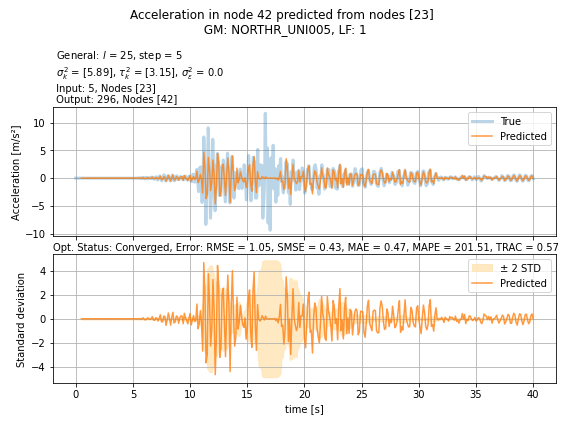 Acceleration in node 42 predicted from nodes [23]
GM: NORTHR_UNI005, LF: 1
General: l = 25, step = 5
σ²ₖ = [5.89], τ²ₖ = [3.15], σ²ε = 0.0
Input: 5, Nodes [23]
Output: 296, Nodes [42]
Acceleration [m/s²]
10
5
0
−5
−10
True
Predicted
Opt. Status: Converged, Error: RMSE = 1.05, SMSE = 0.43, MAE = 0.47, MAPE = 201.51, TRAC = 0.57
Standard deviation
4
2
0
−2
−4
± 2 STD
Predicted
0 5 10 15 20 25 30 35 40
time [s]